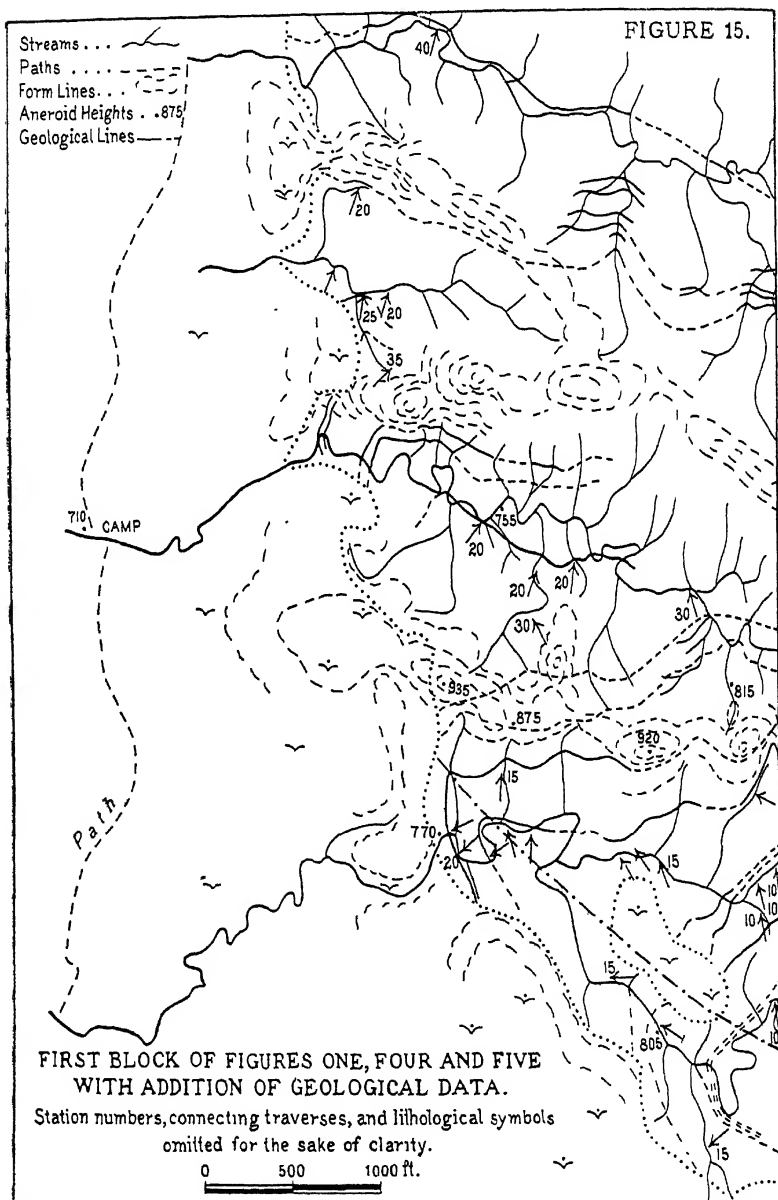 FIGURE 15.
Streams . . .
Paths . . . .
Form Lines . . .
Aneroid Heights . . 875
Geological Lines
40
20
25
20
35
710
CAMP
755
20
20
20
30
30
935
815
875
920
15
770
20
15
10
10
10
15
805
10
15
Path
FIRST BLOCK OF FIGURES ONE, FOUR AND FIVE
WITH ADDITION OF GEOLOGICAL DATA.
Station numbers, connecting traverses, and lithological symbols
omitted for the sake of clarity.
0 500 1000 ft.